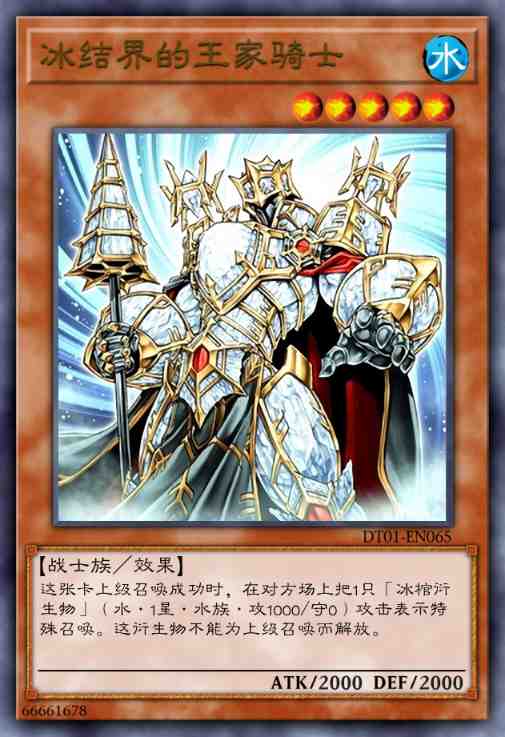 冰结界的王家骑士
水
DT01-EN065
【战士族／效果】
这张卡上级召唤成功时，在对方场上把1只「冰棺衍
生物」（水・1星・水族・攻1000/守0）攻击表示特
殊召唤。这衍生物不能为上级召唤而解放。
ATK/2000 DEF/2000
66661678